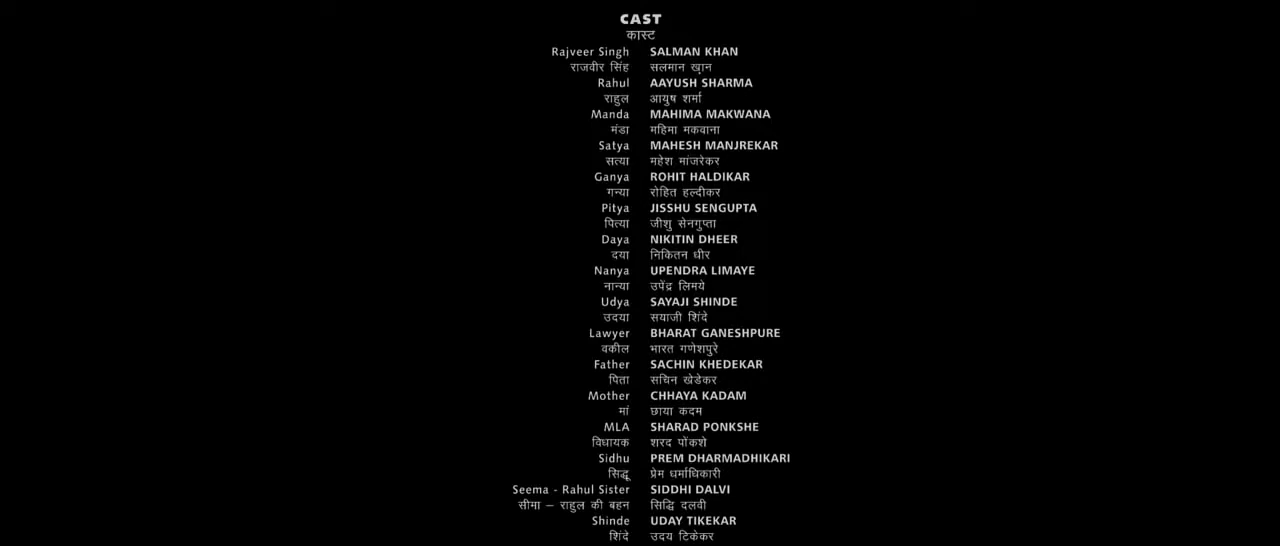 CAST
कास्ट
Rajveer Singh SALMAN KHAN
राजवीर सिंह सलमान ख़ान
Rahul AAYUSH SHARMA
राहुल आयुष शर्मा
Manda MAHIMA MAKWANA
मंडा महिमा मकवाना
Satya MAHESH MANJREKAR
सत्या महेश मांजरेकर
Ganya ROHIT HALDIKAR
गन्या रोहित हल्दीकर
Pitya JISSHU SENGUPTA
पित्या जीशु सेनगुप्ता
Daya NIKITIN DHEER
दया निकितन धीर
Nanya UPENDRA LIMAYE
नान्या उपेंद्र लिमये
Udya SAYAJI SHINDE
उदया सयाजी शिंदे
Lawyer BHARAT GANESHPURE
वकील भारत गणेशपुरे
Father SACHIN KHEDEKAR
पिता सचिन खेडेकर
Mother CHHAYA KADAM
मां छाया कदम
MLA SHARAD PONKSHE
विधायक शरद पोंकशे
Sidhu PREM DHARMADHIKARI
सिद्धू प्रेम धर्माधिकारी
Seema - Rahul Sister SIDDHI DALVI
सीमा – राहुल की बहन सिद्धि दलवी
Shinde UDAY TIKEKAR
शिंदे उदय टिकेकर